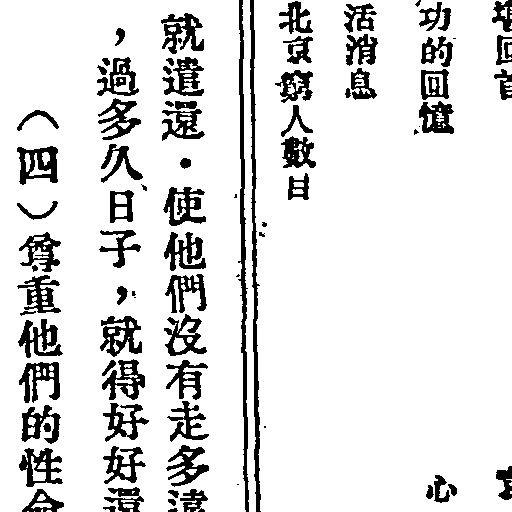 回首
功的回憶
心
活消息
北京窮人數目
就遣還．使他們沒有走多遠
，過多久日子，就得好好還
（四）尊重他們的性命